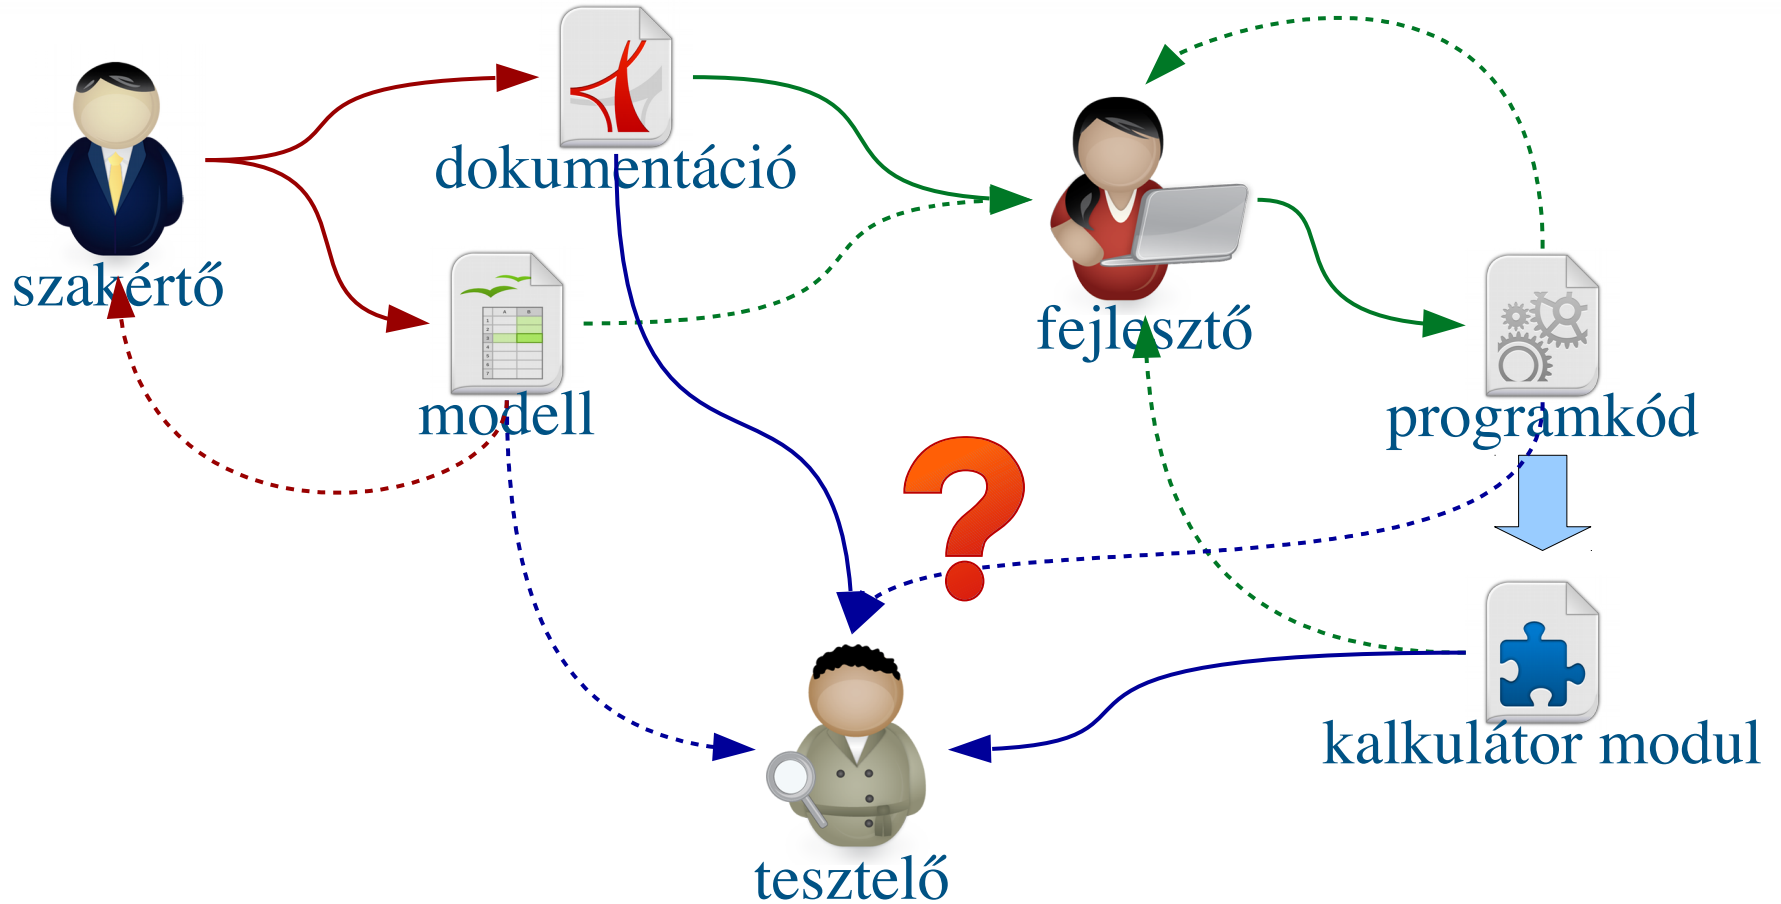 dokumentáció
szakértő
fejlesztő
modell
programkód
kalkulátor modul
tesztelő